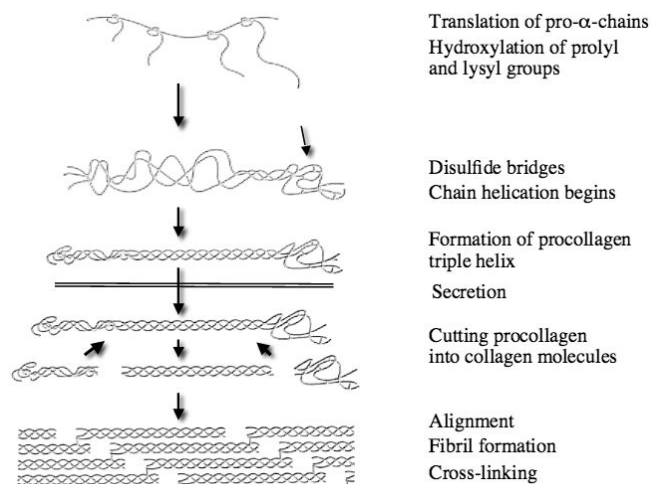 Translation of pro-α-chains
Hydroxylation of prolyl
and lysyl groups
Disulfide bridges
Chain helication begins
Formation of procollagen
triple helix
Secretion
Cutting procollagen
into collagen molecules
Alignment
Fibril formation
Cross-linking